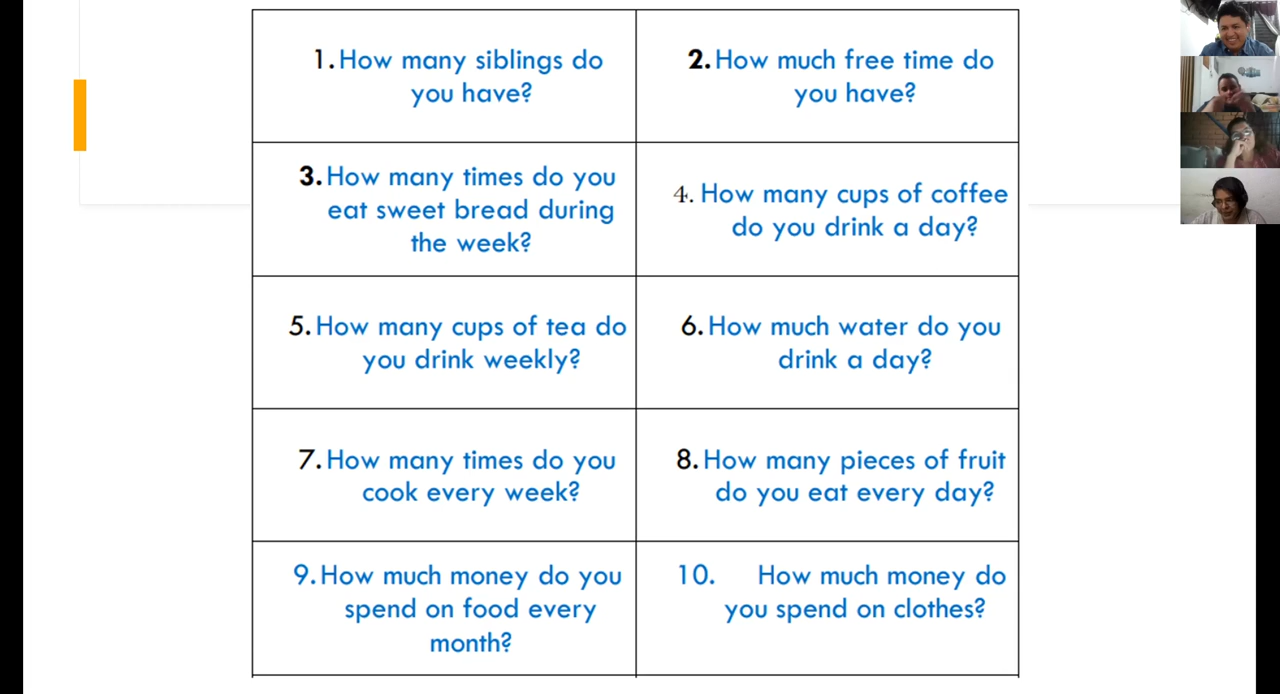 1. How many siblings do
you have?
2. How much free time do
you have?
3. How many times do you
eat sweet bread during
the week?
4. How many cups of coffee
do you drink a day?
5. How many cups of tea do
you drink weekly?
6. How much water do you
drink a day?
7. How many times do you
cook every week?
8. How many pieces of fruit
do you eat every day?
9. How much money do you
spend on food every
month?
10. How much money do
you spend on clothes?